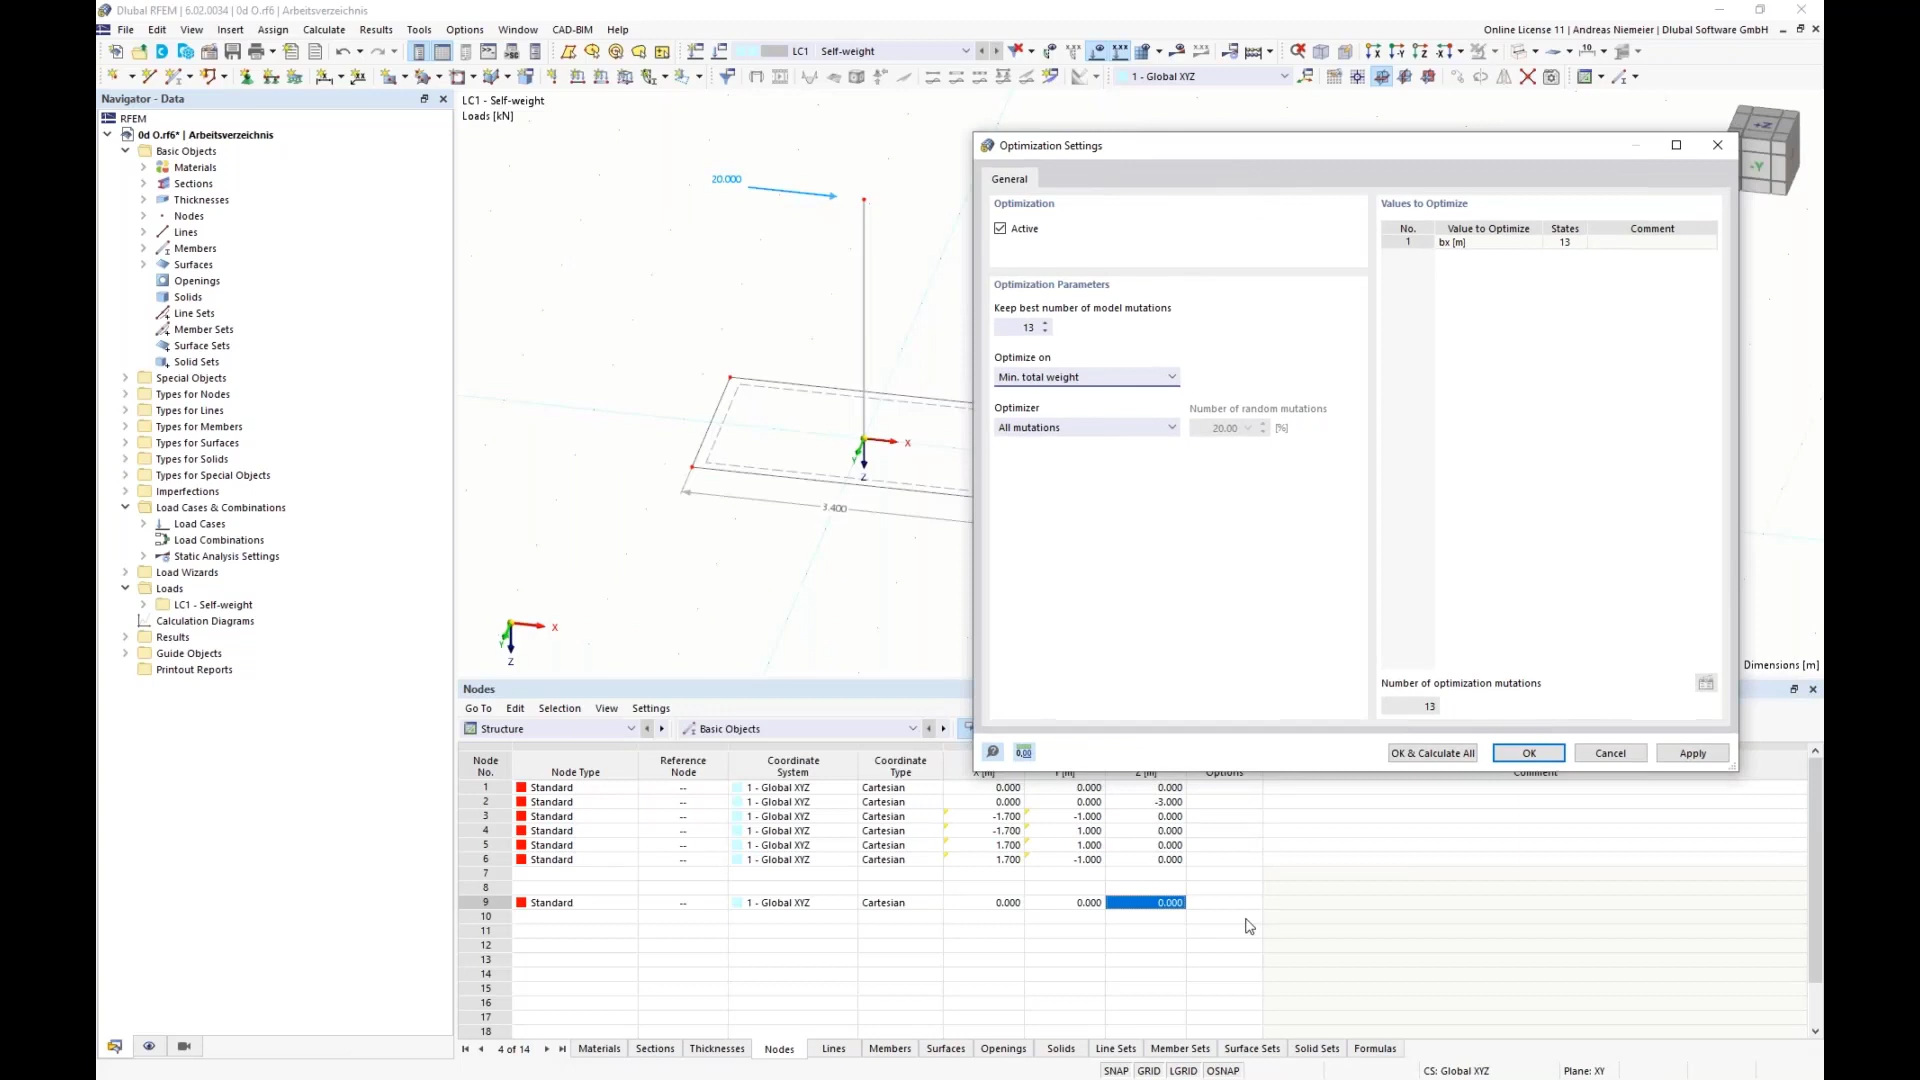 Dlubal RFEM | 6.02.0034 | 0d O.rf6 | Arbeitsverzeichnis
File Edit View Insert Assign Calculate Results Tools Options Window CAD-BIM Help
Online License 11 | Andreas Niemeier | Dlubal Software GmbH
LC1 Self-weight
1 - Global XYZ
Navigator - Data
RFEM
0d O.rf6* | Arbeitsverzeichnis
Basic Objects
Materials
Sections
Thicknesses
Nodes
Lines
Members
Surfaces
Openings
Solids
Line Sets
Member Sets
Surface Sets
Solid Sets
Special Objects
Types for Nodes
Types for Lines
Types for Members
Types for Surfaces
Types for Solids
Types for Special Objects
Imperfections
Load Cases & Combinations
Load Cases
Load Combinations
Static Analysis Settings
Load Wizards
Loads
LC1 - Self-weight
Calculation Diagrams
Results
Guide Objects
Printout Reports
LC1 - Self-weight
Loads [kN]
20.000
X
Y
Z
3.400
X
Y
Z
+Z
-Y
Dimensions [m]
Optimization Settings
General
Optimization
Active
Optimization Parameters
Keep best number of model mutations
13
Optimize on
Min. total weight
Optimizer
Number of random mutations
All mutations
20.00 [%]
Values to Optimize
No. Value to Optimize States Comment
1 bx [m] 13
Number of optimization mutations
13
0,00
OK & Calculate All OK Cancel Apply
Nodes
Go To Edit Selection View Settings
Structure Basic Objects
Node No. Node Type Reference Node Coordinate System Coordinate Type X [m] Y [m] Z [m] Options Comment
1 Standard -- 1 - Global XYZ Cartesian 0.000 0.000 0.000
2 Standard -- 1 - Global XYZ Cartesian 0.000 0.000 -3.000
3 Standard -- 1 - Global XYZ Cartesian -1.700 -1.000 0.000
4 Standard -- 1 - Global XYZ Cartesian -1.700 1.000 0.000
5 Standard -- 1 - Global XYZ Cartesian 1.700 1.000 0.000
6 Standard -- 1 - Global XYZ Cartesian 1.700 -1.000 0.000
7
8
9 Standard -- 1 - Global XYZ Cartesian 0.000 0.000 0.000
10
11
12
13
14
15
16
17
18
4 of 14 Materials Sections Thicknesses Nodes Lines Members Surfaces Openings Solids Line Sets Member Sets Surface Sets Solid Sets Formulas
SNAP GRID LGRID OSNAP CS: Global XYZ Plane: XY